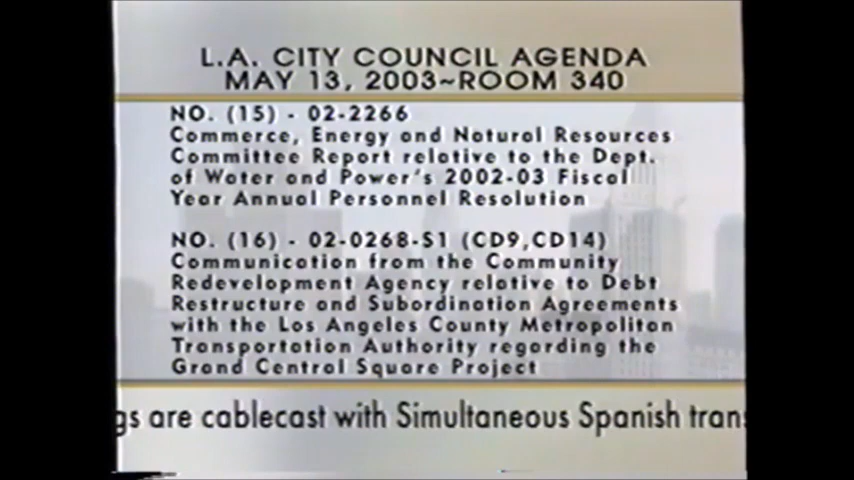 L.A. CITY COUNCIL AGENDA
MAY 13, 2003~ROOM 340
NO. (15) - 02-2266
Commerce, Energy and Natural Resources
Committee Report relative to the Dept.
of Water and Power's 2002-03 Fiscal
Year Annual Personnel Resolution
NO. (16) - 02-0268-S1 (CD9,CD14)
Communication from the Community
Redevelopment Agency relative to Debt
Restructure and Subordination Agreements
with the Los Angeles County Metropolitan
Transportation Authority regarding the
Grand Central Square Project
gs are cablecast with Simultaneous Spanish trans